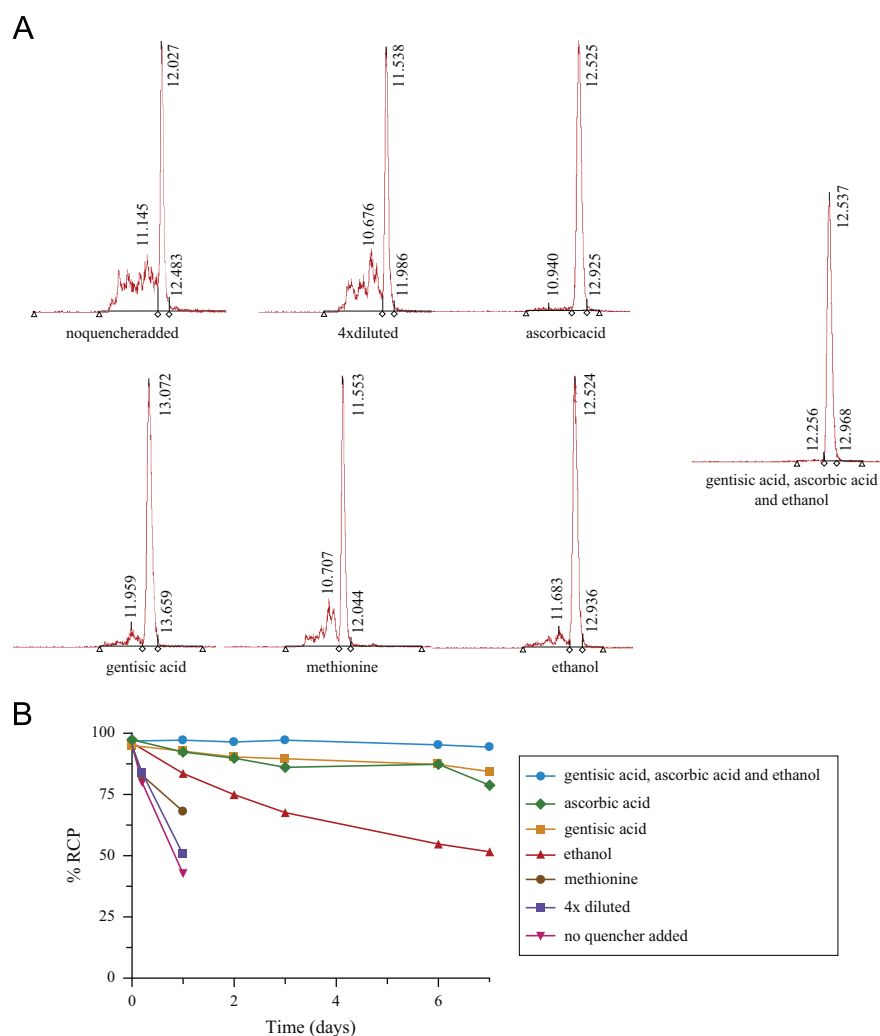 A
12.027
11.145
12.483
noquencheradded
11.538
10.676
11.986
4xdiluted
12.525
10.940
12.925
ascorbicacid
12.537
12.256
12.968
gentisic acid, ascorbic acid
and ethanol
13.072
11.959
13.659
gentisic acid
11.553
10.707
12.044
methionine
12.524
11.683
12.936
ethanol
B
100
75
50
25
0
% RCP
0
2
4
6
Time (days)
gentisic acid, ascorbic acid and ethanol
ascorbic acid
gentisic acid
ethanol
methionine
4x diluted
no quencher added